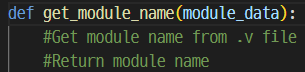 def get_module_name(module_data):
    #Get module name from .v file
    #Return module name